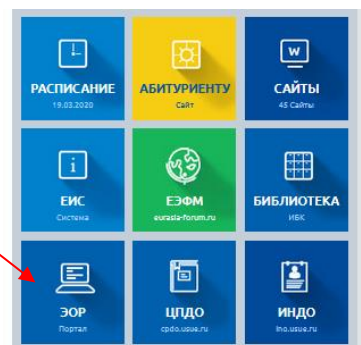 РАСПИСАНИЕ
19.03.2020
АБИТУРИЕНТУ
Сайт
W
САЙТЫ
45 Сайты
i
ЕИС
Система
ЕЭФМ
eurasia-forum.ru
БИБЛИОТЕКА
ИБК
ЭОР
Портал
ЦПДО
cpdo.usue.ru
ИНДО
ino.usue.ru